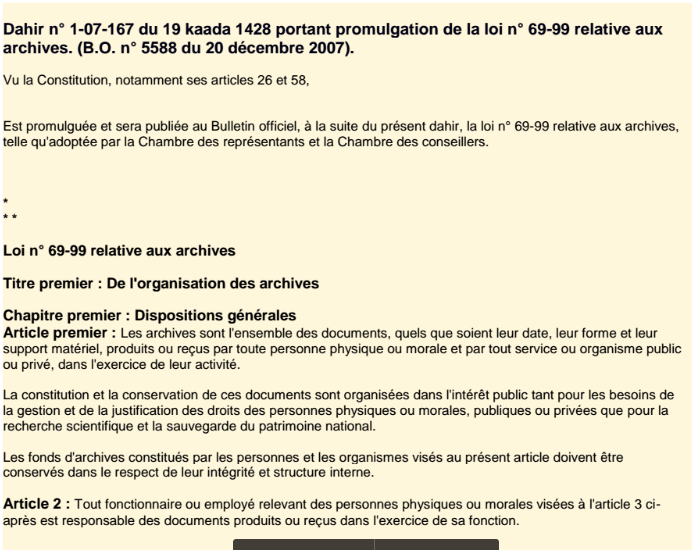 Dahir n° 1-07-167 du 19 kaada 1428 portant promulgation de la loi n° 69-99 relative aux
archives. (B.O. n° 5588 du 20 décembre 2007).
Vu la Constitution, notamment ses articles 26 et 58,
Est promulguée et sera publiée au Bulletin officiel, à la suite du présent dahir, la loi n° 69-99 relative aux archives,
telle qu'adoptée par la Chambre des représentants et la Chambre des conseillers.
*
* *
Loi n° 69-99 relative aux archives
Titre premier : De l'organisation des archives
Chapitre premier : Dispositions générales
Article premier : Les archives sont l'ensemble des documents, quels que soient leur date, leur forme et leur
support matériel, produits ou reçus par toute personne physique ou morale et par tout service ou organisme public
ou privé, dans l'exercice de leur activité.
La constitution et la conservation de ces documents sont organisées dans l'intérêt public tant pour les besoins de
la gestion et de la justification des droits des personnes physiques ou morales, publiques ou privées que pour la
recherche scientifique et la sauvegarde du patrimoine national.
Les fonds d'archives constitués par les personnes et les organismes visés au présent article doivent être
conservés dans le respect de leur intégrité et structure interne.
Article 2 : Tout fonctionnaire ou employé relevant des personnes physiques ou morales visées à l'article 3 ci-
après est responsable des documents produits ou reçus dans l'exercice de sa fonction.